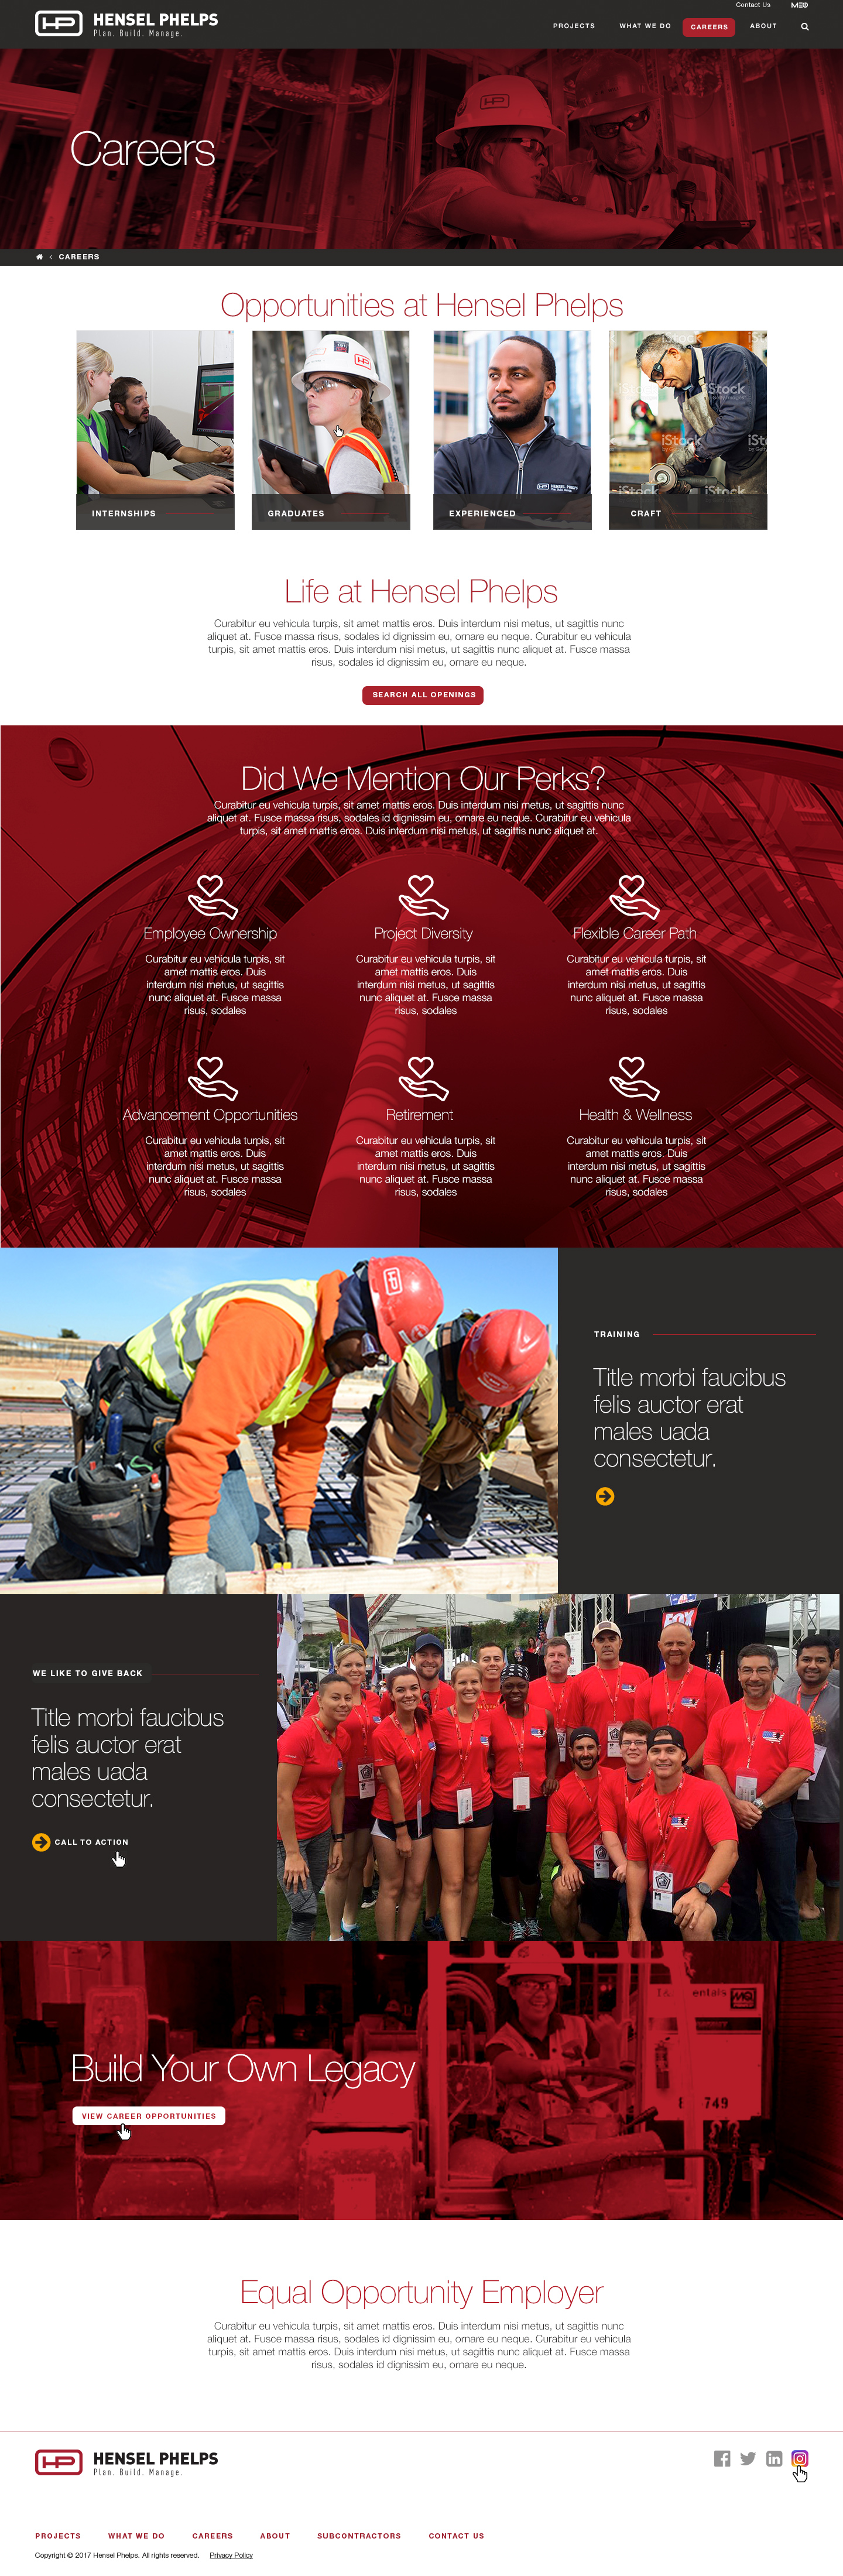 Contact Us
HP HENSEL PHELPS
Plan. Build. Manage.
PROJECTS WHAT WE DO CAREERS ABOUT
Careers
CAREERS
Opportunities at Hensel Phelps
iStock
iStock
iStock
INTERNSHIPS GRADUATES EXPERIENCED CRAFT
Life at Hensel Phelps
Curabitur eu vehicula turpis, sit amet mattis eros. Duis interdum nisi metus, ut sagittis nunc
aliquet at. Fusce massa risus, sodales id dignissim eu, ornare eu neque. Curabitur eu vehicula
turpis, sit amet mattis eros. Duis interdum nisi metus, ut sagittis nunc aliquet at. Fusce massa
risus, sodales id dignissim eu, ornare eu neque.
SEARCH ALL OPENINGS
Did We Mention Our Perks?
Curabitur eu vehicula turpis, sit amet mattis eros. Duis interdum nisi metus, ut sagittis nunc
aliquet at. Fusce massa risus, sodales id dignissim eu, ornare eu neque. Curabitur eu vehicula
turpis, sit amet mattis eros. Duis interdum nisi metus, ut sagittis nunc aliquet at.
Employee Ownership
Curabitur eu vehicula turpis, sit
amet mattis eros. Duis
interdum nisi metus, ut sagittis
nunc aliquet at. Fusce massa
risus, sodales
Project Diversity
Curabitur eu vehicula turpis, sit
amet mattis eros. Duis
interdum nisi metus, ut sagittis
nunc aliquet at. Fusce massa
risus, sodales
Flexible Career Path
Curabitur eu vehicula turpis, sit
amet mattis eros. Duis
interdum nisi metus, ut sagittis
nunc aliquet at. Fusce massa
risus, sodales
Advancement Opportunities
Curabitur eu vehicula turpis, sit
amet mattis eros. Duis
interdum nisi metus, ut sagittis
nunc aliquet at. Fusce massa
risus, sodales
Retirement
Curabitur eu vehicula turpis, sit
amet mattis eros. Duis
interdum nisi metus, ut sagittis
nunc aliquet at. Fusce massa
risus, sodales
Health & Wellness
Curabitur eu vehicula turpis, sit
amet mattis eros. Duis
interdum nisi metus, ut sagittis
nunc aliquet at. Fusce massa
risus, sodales
TRAINING
Title morbi faucibus
felis auctor erat
males uada
consectetur.
WE LIKE TO GIVE BACK
Title morbi faucibus
felis auctor erat
males uada
consectetur.
CALL TO ACTION
FOX
Build Your Own Legacy
VIEW CAREER OPPORTUNITIES
MQ
749
Equal Opportunity Employer
Curabitur eu vehicula turpis, sit amet mattis eros. Duis interdum nisi metus, ut sagittis nunc
aliquet at. Fusce massa risus, sodales id dignissim eu, ornare eu neque. Curabitur eu vehicula
turpis, sit amet mattis eros. Duis interdum nisi metus, ut sagittis nunc aliquet at. Fusce massa
risus, sodales id dignissim eu, ornare eu neque.
HP HENSEL PHELPS
Plan. Build. Manage.
PROJECTS WHAT WE DO CAREERS ABOUT SUBCONTRACTORS CONTACT US
Copyright © 2017 Hensel Phelps. All rights reserved. Privacy Policy